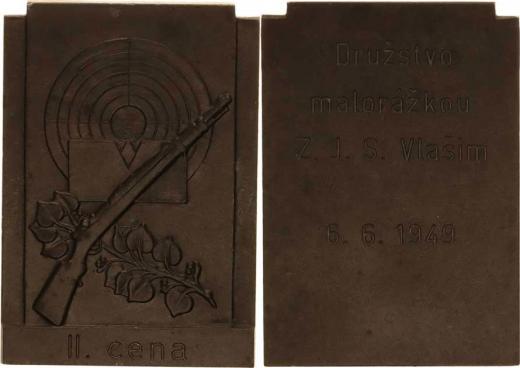 II. cena
Družstvo
malorážkou
Z. J. S. Vlašim
6. 6. 1949